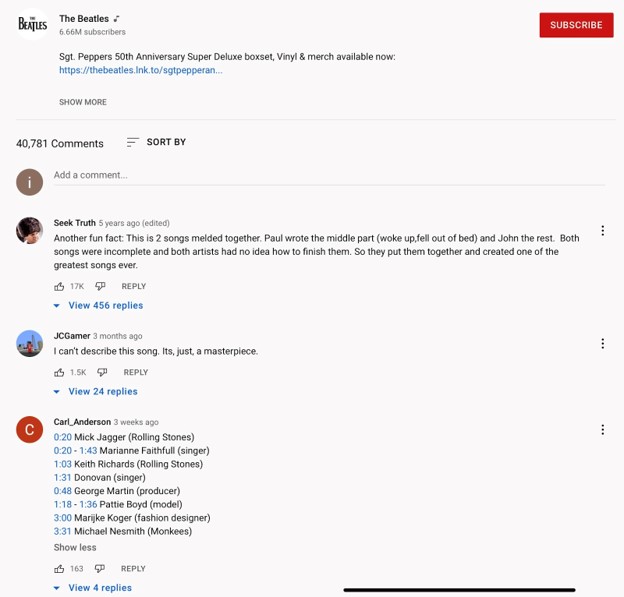 THE
BEATLES
The Beatles ♪
6.66M subscribers
SUBSCRIBE
Sgt. Peppers 50th Anniversary Super Deluxe boxset, Vinyl & merch available now:
https://thebeatles.lnk.to/sgtpepperan...
SHOW MORE
40,781 Comments SORT BY
i Add a comment...
Seek Truth 5 years ago (edited)
Another fun fact: This is 2 songs melded together. Paul wrote the middle part (woke up,fell out of bed) and John the rest. Both
songs were incomplete and both artists had no idea how to finish them. So they put them together and created one of the
greatest songs ever.
17K REPLY
View 456 replies
JCGamer 3 months ago
I can't describe this song. Its, just, a masterpiece.
1.5K REPLY
View 24 replies
C Carl_Anderson 3 weeks ago
0:20 Mick Jagger (Rolling Stones)
0:20 - 1:43 Marianne Faithfull (singer)
1:03 Keith Richards (Rolling Stones)
1:31 Donovan (singer)
0:48 George Martin (producer)
1:18 - 1:36 Pattie Boyd (model)
3:00 Marijke Koger (fashion designer)
3:31 Michael Nesmith (Monkees)
Show less
163 REPLY
View 4 replies